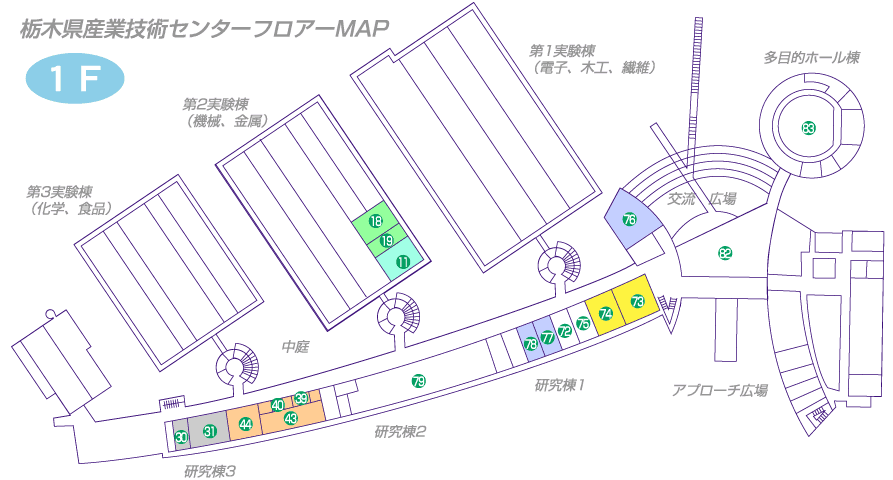 栃木県産業技術センターフロアーMAP
1F
第1実験棟
（電子、木工、繊維）
多目的ホール棟
第2実験棟
（機械、金属）
83
第3実験棟
（化学、食品）
交流 広場
18
76
19
82
11
73
74
75
72
77
78
中庭
79
研究棟1
アプローチ広場
39
40
43
44
31
30
研究棟2
研究棟3